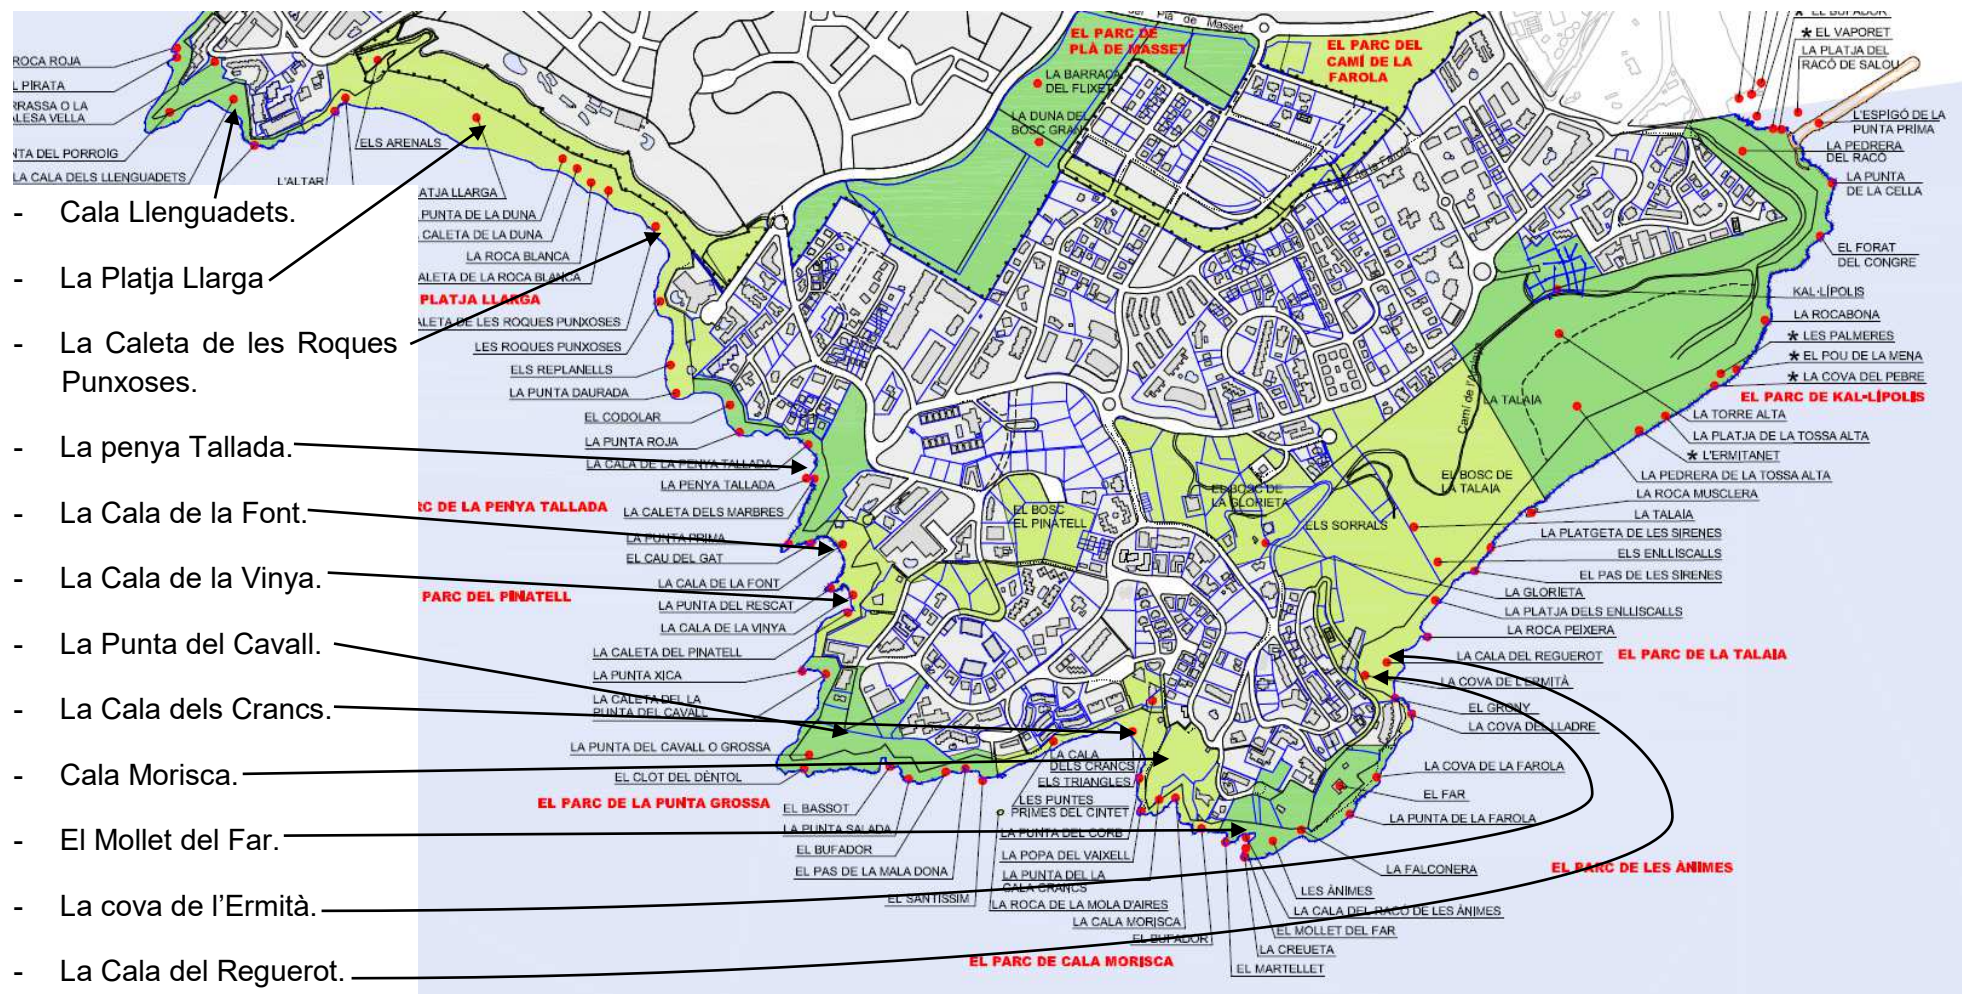 - Cala Llenguadets.
- La Platja Llarga
- La Caleta de les Roques
Punxoses.
- La penya Tallada.
- La Cala de la Font.
- La Cala de la Vinya.
- La Punta del Cavall.
- La Cala dels Crancs.
- Cala Morisca.
- El Mollet del Far.
- La cova de l'Ermità.
- La Cala del Reguerot.
ROCA ROJA
L PIRATA
RRASSA O LA
ALESA VELLA
NTA DEL PORROIG
LA CALA DELS LLENGUADETS
L'ALTAR
ELS ARENALS
ATJA LLARGA
PUNTA DE LA DUNA
CALETA DE LA DUNA
LA ROCA BLANCA
ALETA DE LA ROCA BLANCA
PLATJA LLARGA
ALETA DE LES ROQUES PUNXOSES
LES ROQUES PUNXOSES
ELS REPLANELLS
LA PUNTA DAURADA
EL CODOLAR
LA PUNTA ROJA
LA CALA DE LA PENYA TALLADA
LA PENYA TALLADA
RC DE LA PENYA TALLADA
LA CALETA DELS MARBRES
LA PUNTA PRIMA
EL CAU DEL GAT
LA CALA DE LA FONT
PARC DEL PINATELL
LA PUNTA DEL RESCAT
LA CALA DE LA VINYA
LA CALETA DEL PINATELL
LA PUNTA XICA
LA CALETA DEL LA
PUNTA DEL CAVALL
LA PUNTA DEL CAVALL O GROSSA
EL CLOT DEL DÈNTOL
EL PARC DE LA PUNTA GROSSA
EL BASSOT
LA PUNTA SALADA
EL BUFADOR
EL PAS DE LA MALA DONA
EL SANTISSIM
LA CALA
DELS CRANCS
ELS TRIANGLES
LES PUNTES
PRIMES DEL CINTET
LA PUNTA DEL CORB
LA POPA DEL VAIXELL
LA PUNTA DEL LA
CALA CRANCS
LA ROCA DE LA MOLA D'AIRES
LA CALA MORISCA
EL BUFADOR
EL PARC DE CALA MORISCA
EL MARTELLET
LA CREUETA
EL MOLLET DEL FAR
LA CALA DEL RACÓ DE LES ÀNIMES
LES ÀNIMES
LA FALCONERA
EL PARC DE LES ÀNIMES
LA PUNTA DE LA FAROLA
EL FAR
LA COVA DE LA FAROLA
LA COVA DEL LLADRE
EL GRONY
LA COVA DE L'ERMITÀ
LA CALA DEL REGUEROT
EL PARC DE LA TALAIA
LA ROCA PEIXERA
LA PLATJA DELS ENLLISCALLS
LA GLORIETA
EL PAS DE LES SIRENES
ELS ENLLISCALLS
LA PLATGETA DE LES SIRENES
LA TALAIA
LA ROCA MUSCLERA
LA PEDRERA DE LA TOSSA ALTA
* L'ERMITANET
LA PLATJA DE LA TOSSA ALTA
LA TORRE ALTA
EL PARC DE KAL-LÍPOLIS
* LA COVA DEL PEBRE
* EL POU DE LA MENA
* LES PALMERES
LA ROCABONA
KAL·LÍPOLIS
EL FORAT
DEL CONGRE
LA PUNTA
DE LA CELLA
LA PEDRERA
DEL RACÓ
L'ESPIGÓ DE LA
PUNTA PRIMA
LA PLATJA DEL
RACÓ DE SALOU
* EL VAPORET
* EL BUFADOR
EL PARC DE
PLÀ DE MASSET
EL PARC DEL
CAMÍ DE LA
FAROLA
del Pla de Masset
LA BARRACA
DEL FLIXET
LA DUNA DEL
BOSC GRAN
de la Farola
Camí de l'Atalaya
LA TALAIA
EL BOSC DE
LA TALAIA
EL BOSC DE
LA GLORIETA
ELS SORRALS
EL BOSC
EL PINATELL